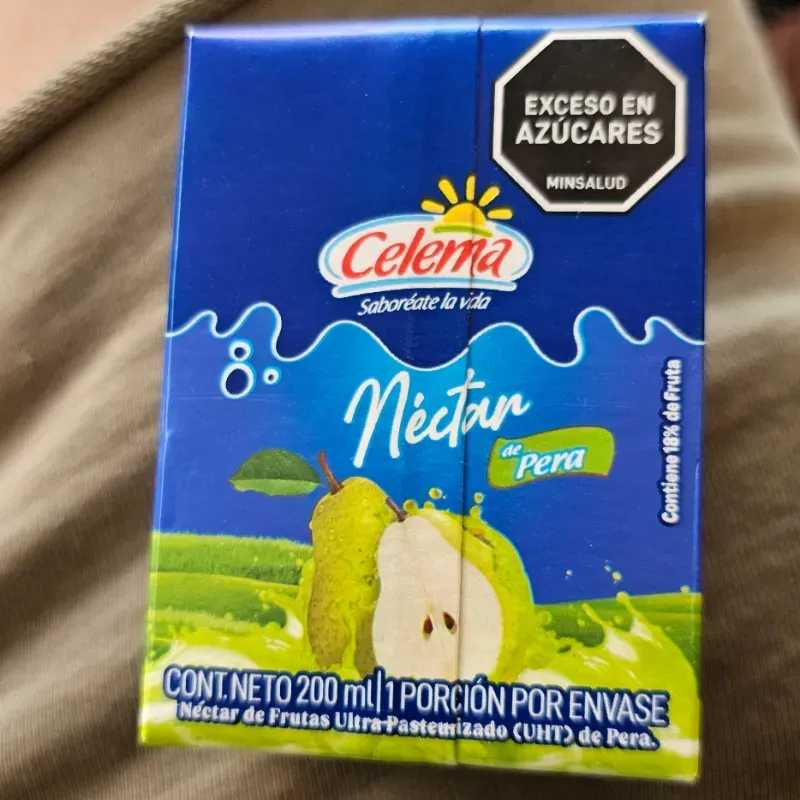 EXCESO EN
AZÚCARES
MINSALUD
Celema
Saboréate la vida
Néctar
de Pera
Contiene 18% de Fruta
CONT. NETO 200 ml | 1 PORCIÓN POR ENVASE
Néctar de Frutas Ultra Pasteurizado (UHT) de Pera.